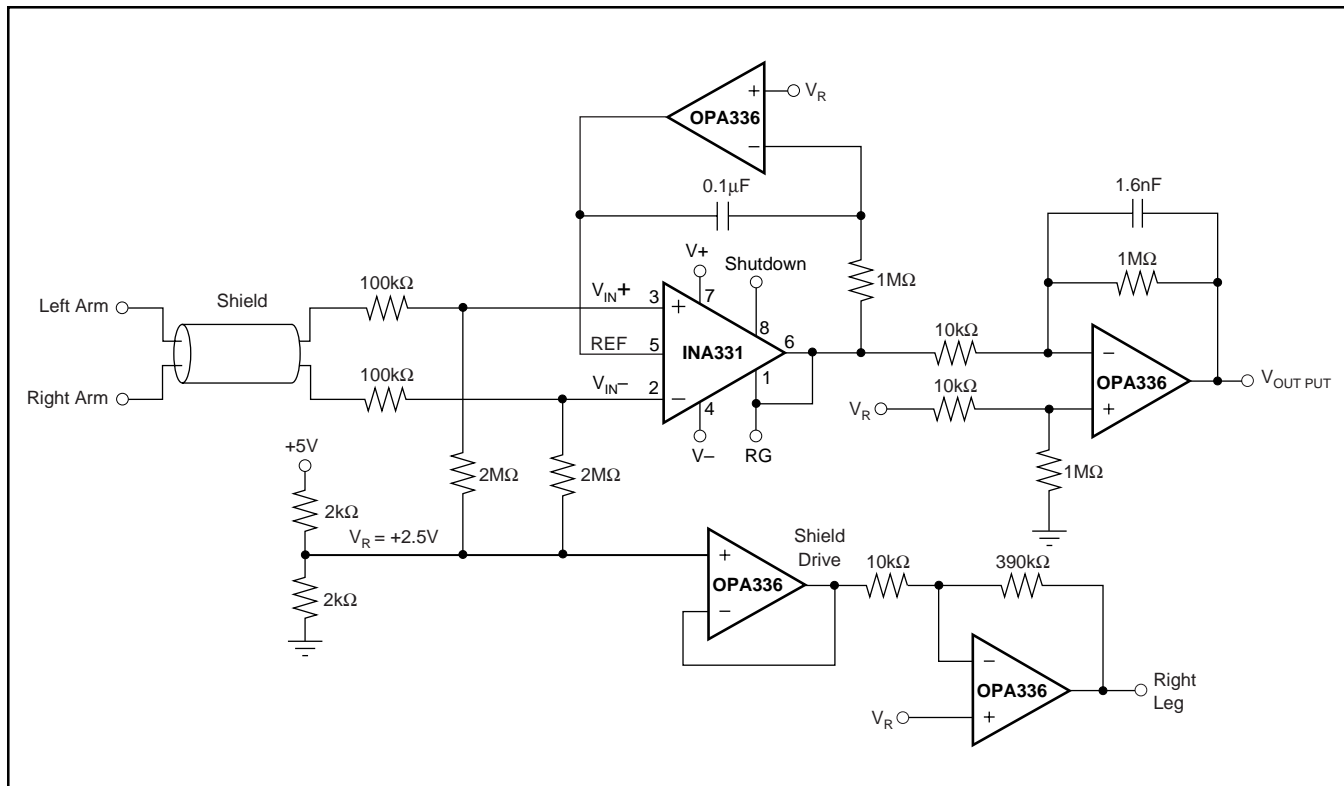 V_R
+
OPA336
−
0.1µF
1.6nF
V+
Shutdown
1MΩ
1MΩ
100kΩ
Left Arm
Shield
V_IN+
3
+
7
8
10kΩ
REF
5
INA331
6
−
OPA336
V_OUT PUT
100kΩ
V_IN−
2
−
4
1
10kΩ
+
Right Arm
V_R
V−
RG
+5V
2MΩ
2MΩ
1MΩ
2kΩ
V_R = +2.5V
Shield
Drive
10kΩ
390kΩ
+
OPA336
−
2kΩ
−
OPA336
+
Right
Leg
V_R